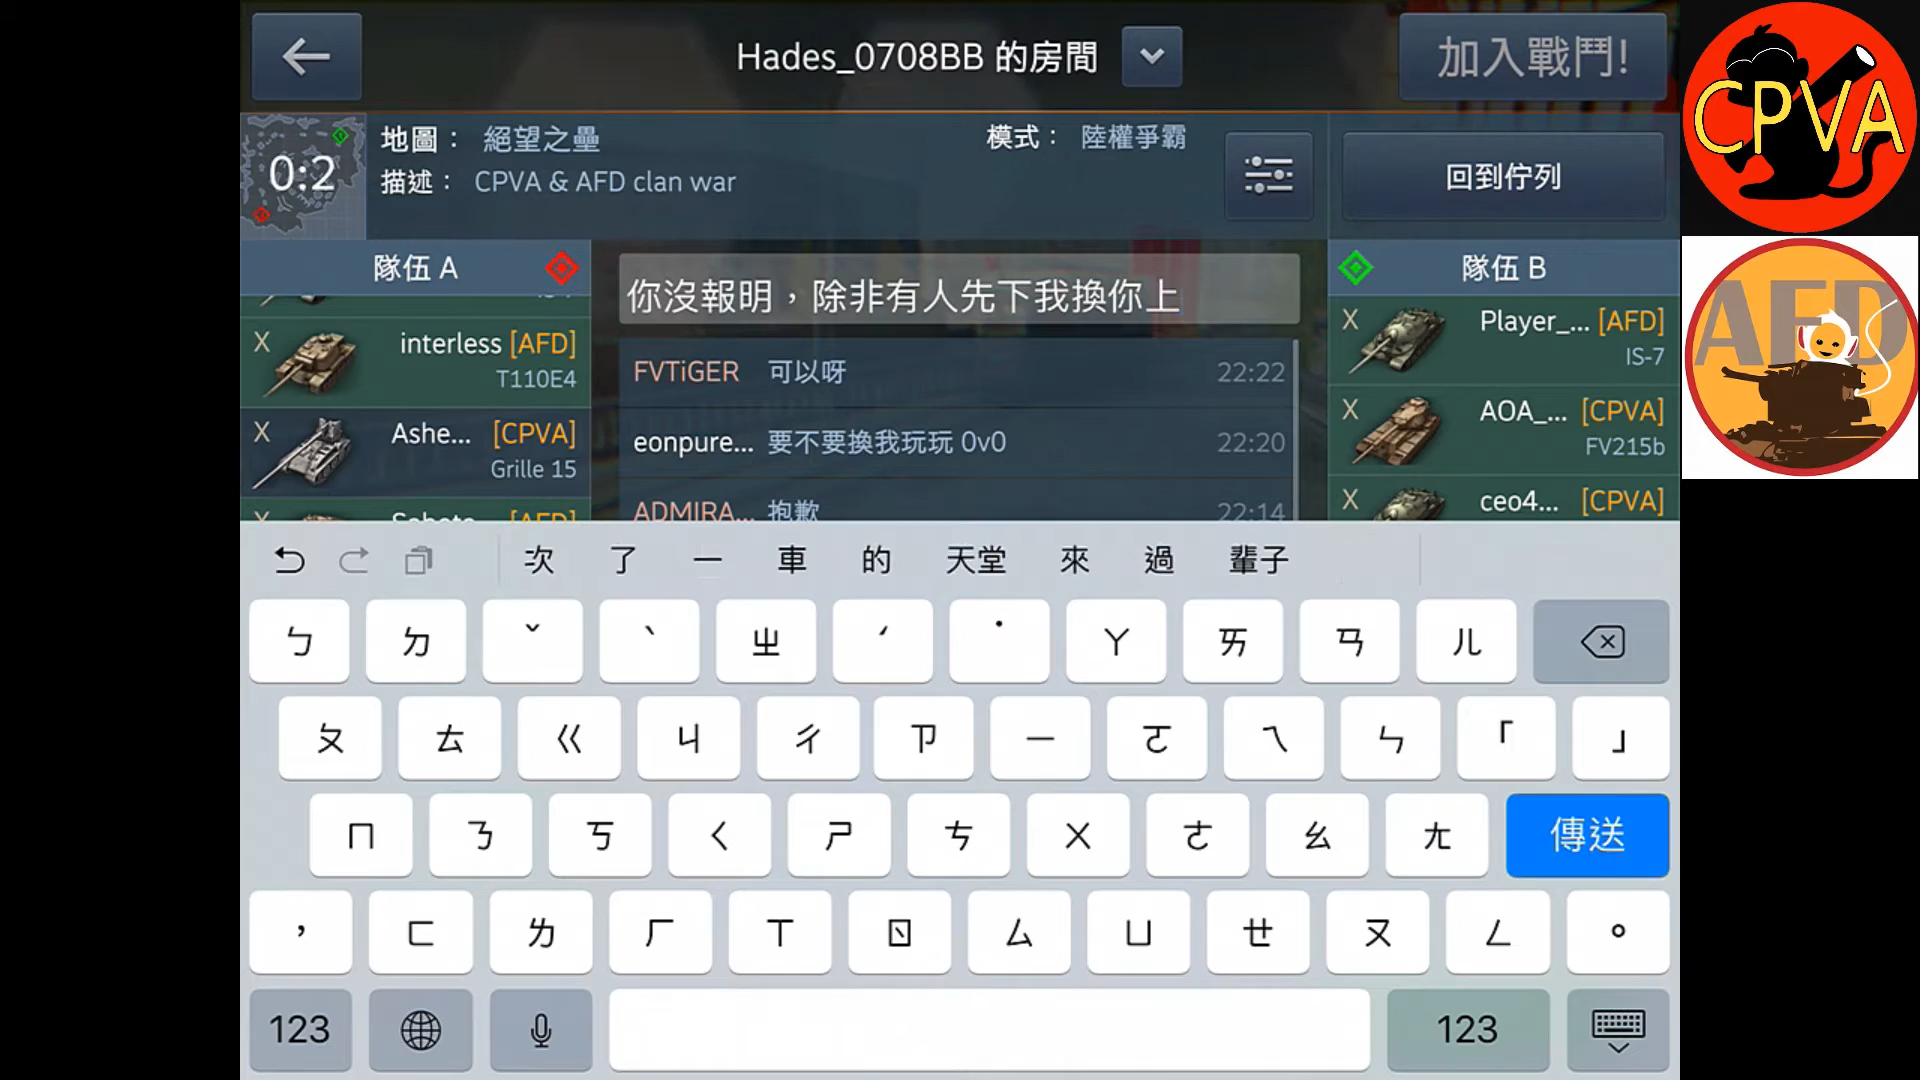 Hades_0708BB 的房間
加入戰鬥!
CPVA
0:2
地圖： 絕望之壘
模式： 陸權爭霸
描述： CPVA & AFD clan war
回到佇列
AFD
隊伍 A
隊伍 B
你沒報明，除非有人先下我換你上
X interless [AFD]
T110E4
X Ashe... [CPVA]
Grille 15
FVTiGER 可以呀 22:22
eonpure... 要不要換我玩玩 0v0 22:20
ADMIRA... 抱歉 22:14
X Player_... [AFD]
IS-7
X AOA_... [CPVA]
FV215b
X ceo4... [CPVA]
次 了 一 車 的 天堂 來 過 輩子
ㄅ ㄉ ˇ ˋ ㄓ ˊ ˙ ㄚ ㄞ ㄢ ㄦ
ㄆ ㄊ ㄍ ㄐ ㄔ ㄗ ㄧ ㄛ ㄟ ㄣ 「 」
ㄇ ㄋ ㄎ ㄑ ㄕ ㄘ ㄨ ㄜ ㄠ ㄤ 傳送
， ㄈ ㄌ ㄏ ㄒ ㄖ ㄙ ㄩ ㄝ ㄡ ㄥ 。
123 123